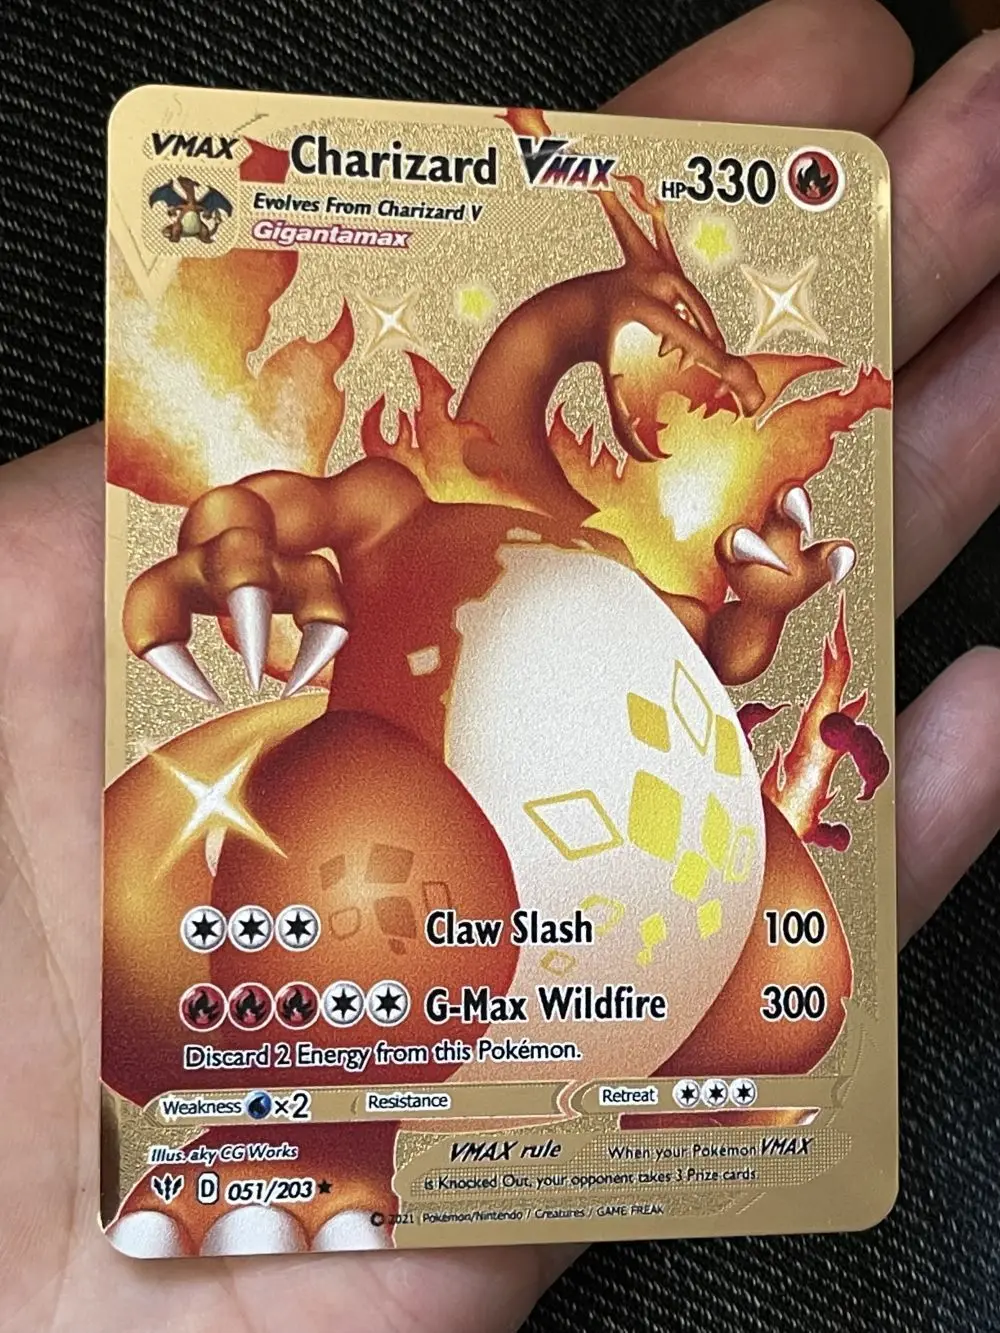 VMAX Charizard VMAX HP330
Evolves From Charizard V
Gigantamax
Claw Slash 100
G-Max Wildfire 300
Discard 2 Energy from this Pokémon.
Weakness ×2 Resistance Retreat
Illus. aky CG Works
VMAX rule When your Pokémon VMAX
is Knocked Out, your opponent takes 3 Prize cards.
D 051/203 ★
© 2021 Pokémon/Nintendo / Creatures / GAME FREAK